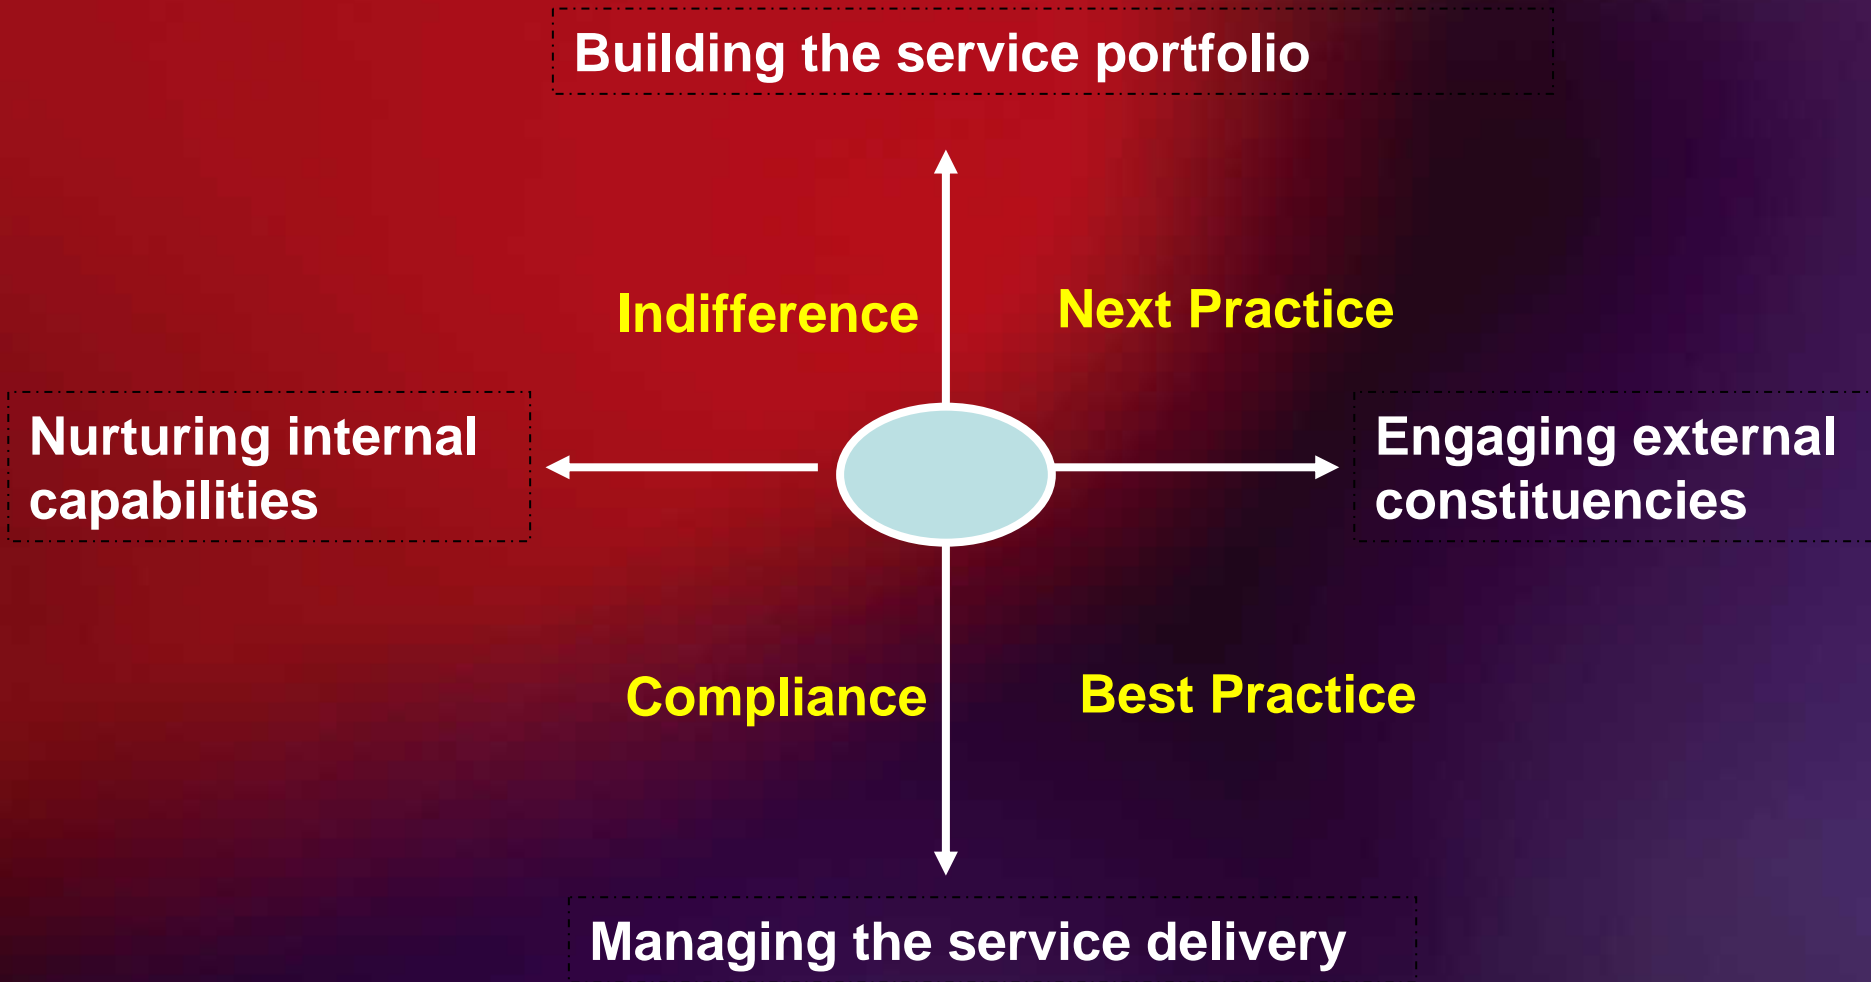 Building the service portfolio
Indifference
Next Practice
Nurturing internal
capabilities
Engaging external
constituencies
Compliance
Best Practice
Managing the service delivery